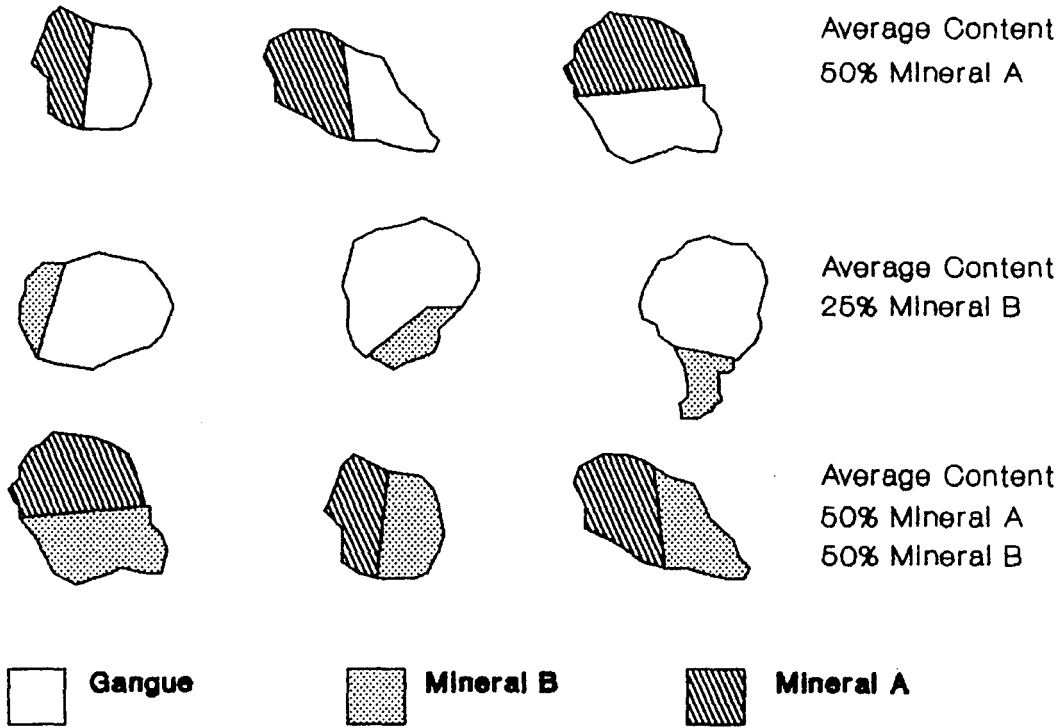 Average Content
50% Mineral A
Average Content
25% Mineral B
Average Content
50% Mineral A
50% Mineral B
Gangue
Mineral B
Mineral A